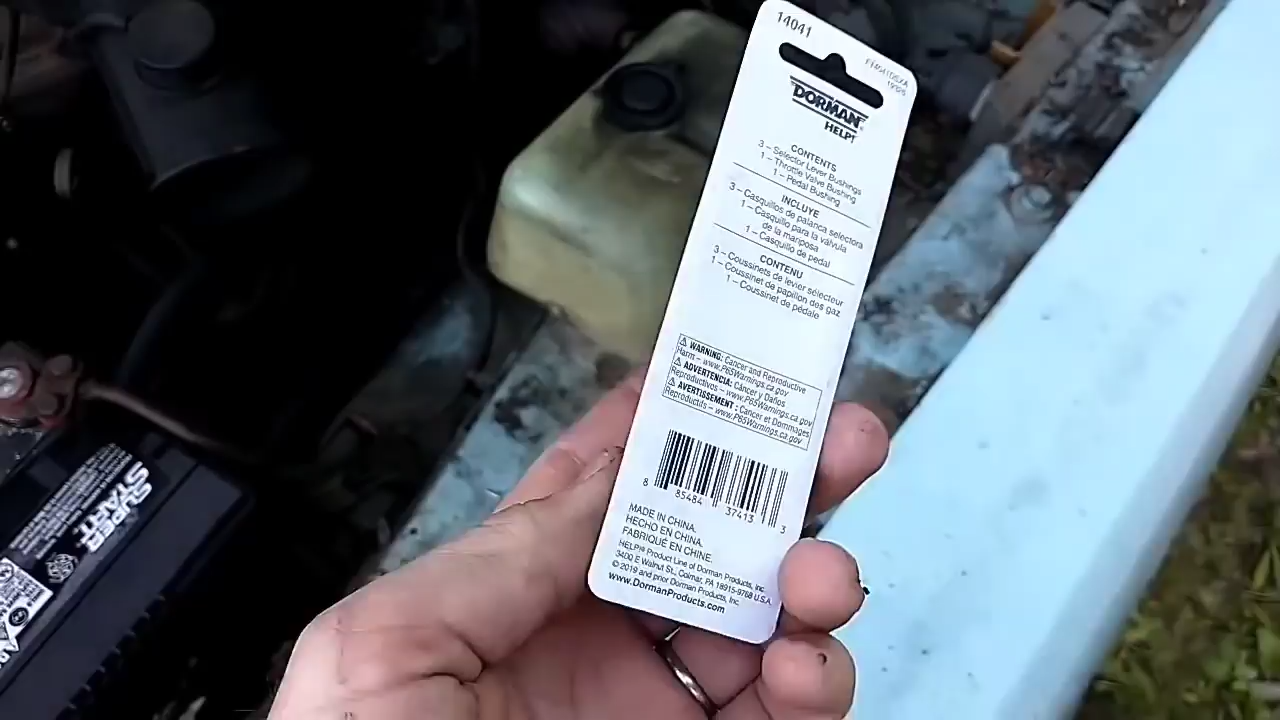 14041
DORMAN
HELP!
CONTENTS
3 – Selector Lever Bushings
1 – Throttle Valve Bushing
1 – Pedal Bushing
INCLUYE
3 – Casquillos de palanca selectora
1 – Casquillo para la válvula
de la mariposa
1 – Casquillo de pedal
CONTENU
3 – Coussinets de levier sélecteur
1 – Coussinet de papillon des gaz
1 – Coussinet de pédale
⚠ WARNING: Cancer and Reproductive
Harm – www.P65Warnings.ca.gov
⚠ ADVERTENCIA: Cáncer y Daños
Reproductivos – www.P65Warnings.ca.gov
⚠ AVERTISSEMENT : Cancer et Dommages
Reproductifs – www.P65Warnings.ca.gov
8 85484 37413 3
MADE IN CHINA.
HECHO EN CHINA.
FABRIQUÉ EN CHINE.
HELP!® Product Line of Dorman Products, Inc.
3400 E Walnut St., Colmar, PA 18915-9768 U.S.A.
© 2019 and prior Dorman Products, Inc.
www.DormanProducts.com
SUPER
START